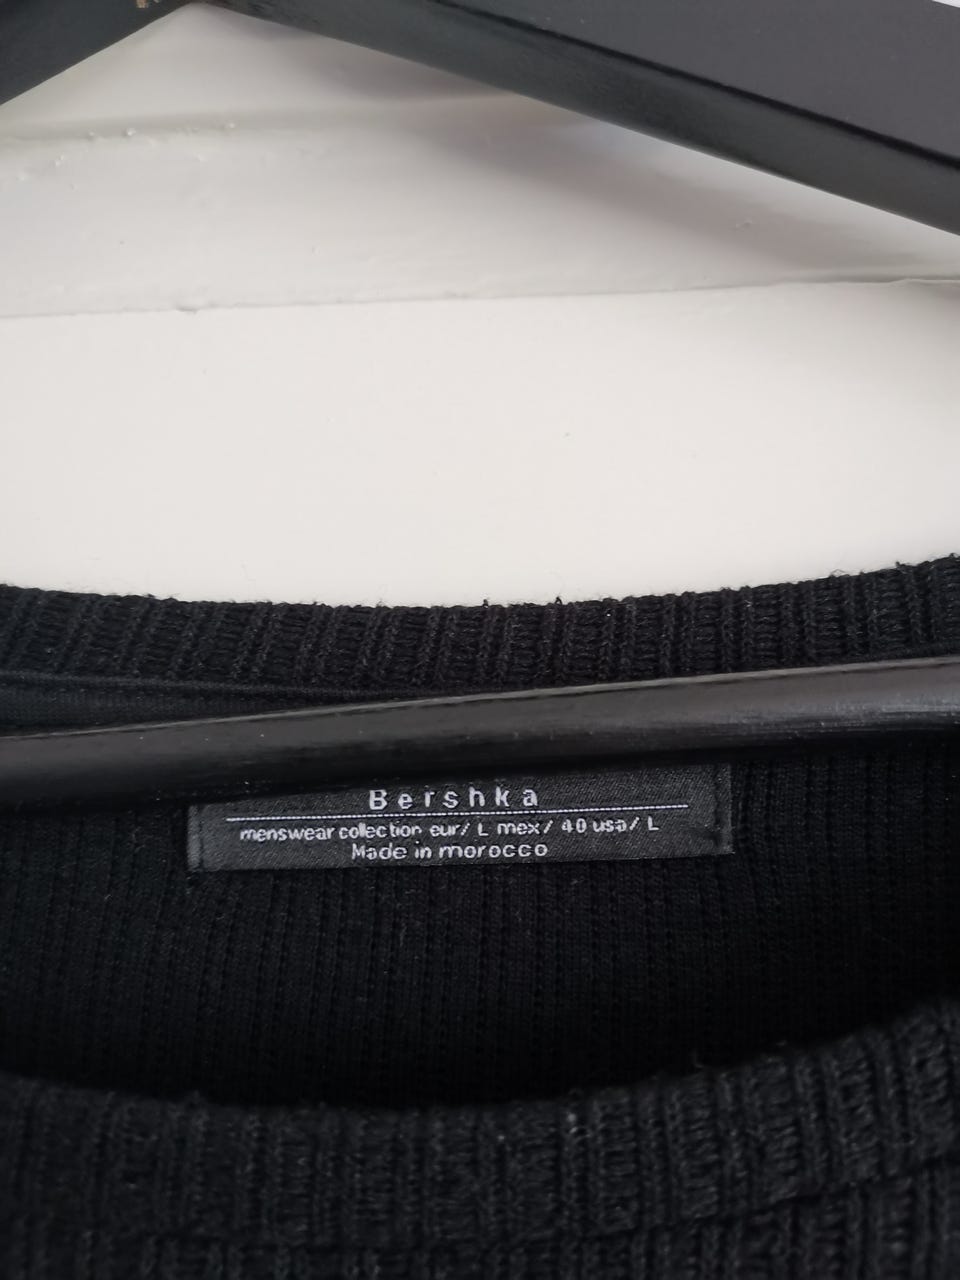 Bershka
menswear collection eur/ L mex/ 40 usa/ L
Made in morocco